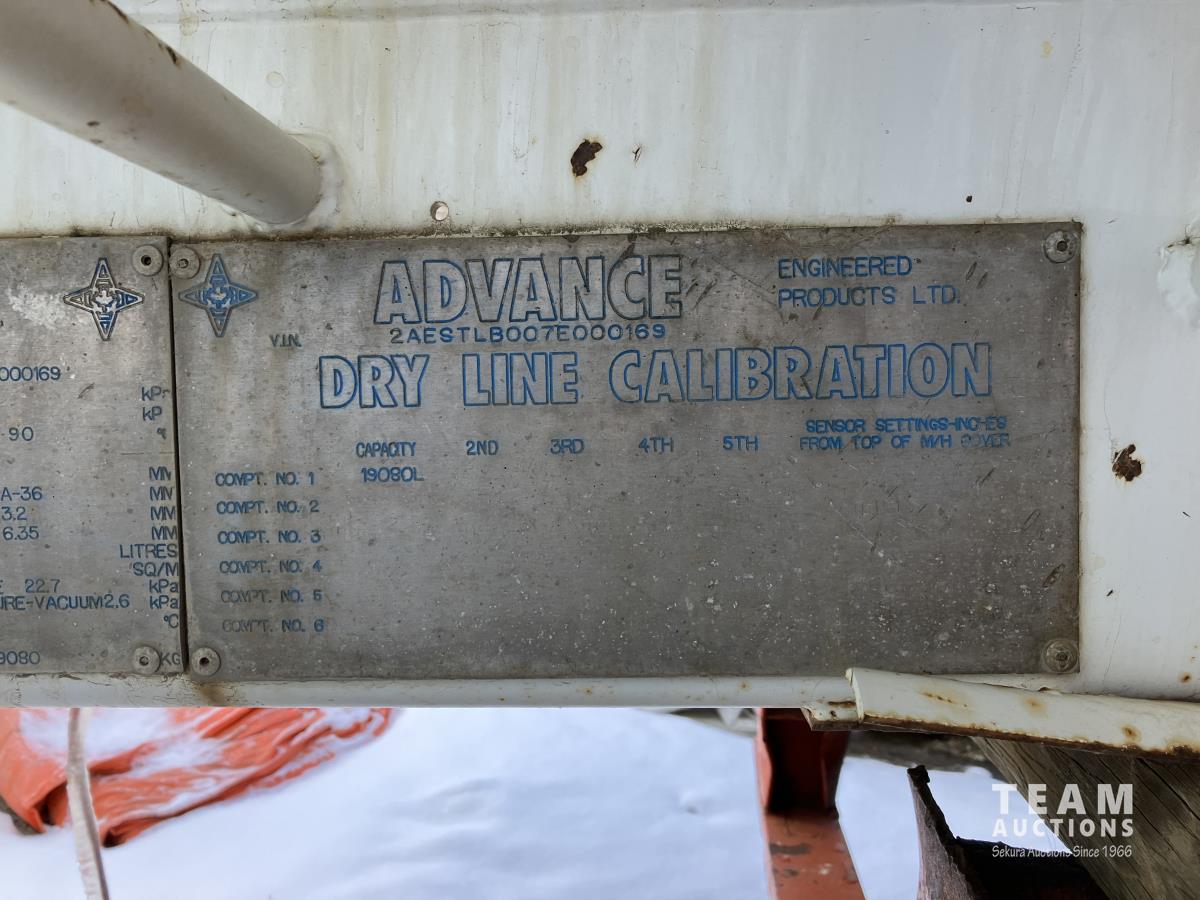 000169
kPa
kP
90 °
MM
A-36 MM
3.2 MM
6.35 MM
LITRES
SQ/M
22.7 kPa
URE-VACUUM2.6 kPa
°C
9080 KG
ADVANCE
ENGINEERED
PRODUCTS LTD.
V.I.N. 2AESTLB007E000169
DRY LINE CALIBRATION
CAPACITY 2ND 3RD 4TH 5TH
SENSOR SETTINGS-INCHES
FROM TOP OF M/H COVER
COMPT. NO. 1 19080L
COMPT. NO. 2
COMPT. NO. 3
COMPT. NO. 4
COMPT. NO. 5
COMPT. NO. 6
TEAM
AUCTIONS
Sekura Auctions Since 1966